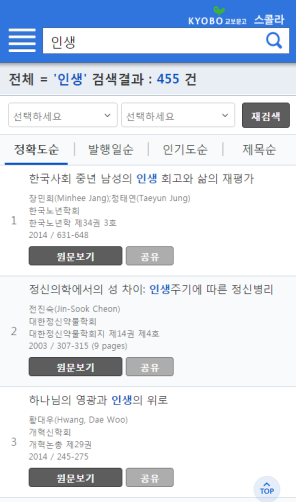 KYOBO 교보문고 스콜라
인생
전체 = '인생' 검색결과 : 455 건
선택하세요 선택하세요 재검색
정확도순 발행일순 인기도순 제목순
한국사회 중년 남성의 인생 회고와 삶의 재평가
1
장민희(Minhee Jang);정태연(Taeyun Jung)
한국노년학회
한국노년학 제34권 3호
2014 / 631-648
원문보기 공유
정신의학에서의 성 차이: 인생주기에 따른 정신병리
2
전진숙(Jin-Sook Cheon)
대한정신약물학회
대한정신약물학회지 제14권 제4호
2003 / 307-315 (9 pages)
원문보기 공유
하나님의 영광과 인생의 위로
3
황대우(Hwang, Dae Woo)
개혁신학회
개혁논총 제29권
2014 / 245-275
원문보기 공유
TOP